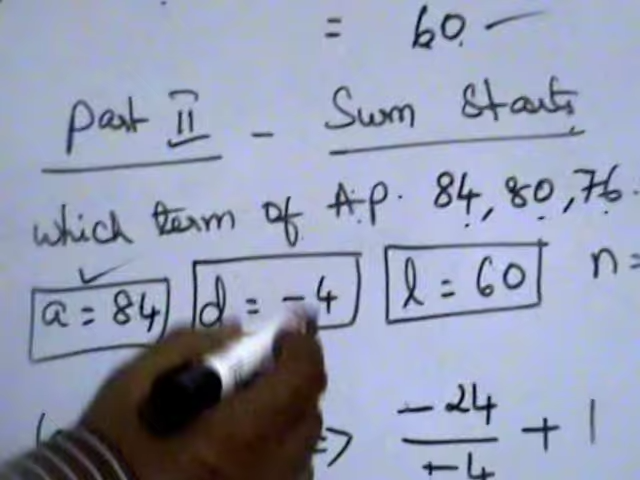 = 60
Part II - Sum Starts
which term of A.P. 84, 80, 76.
a = 84 d = -4 l = 60 n =
=> -24/-4 + 1